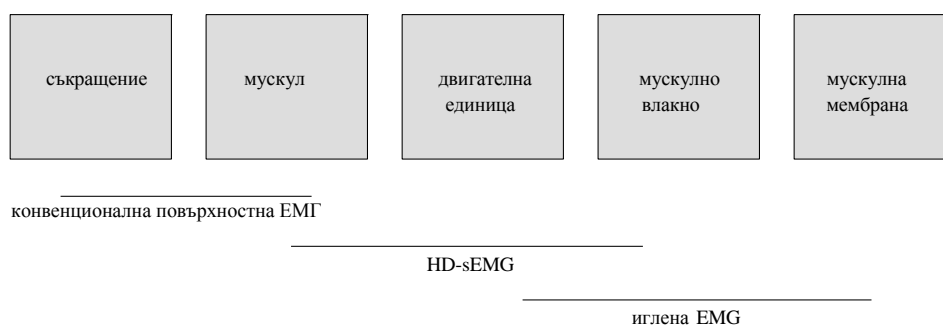 съкращение
мускул
двигателна
единица
мускулно
влакно
мускулна
мембрана
конвенционална повърхностна ЕМГ
HD-sEMG
иглена EMG